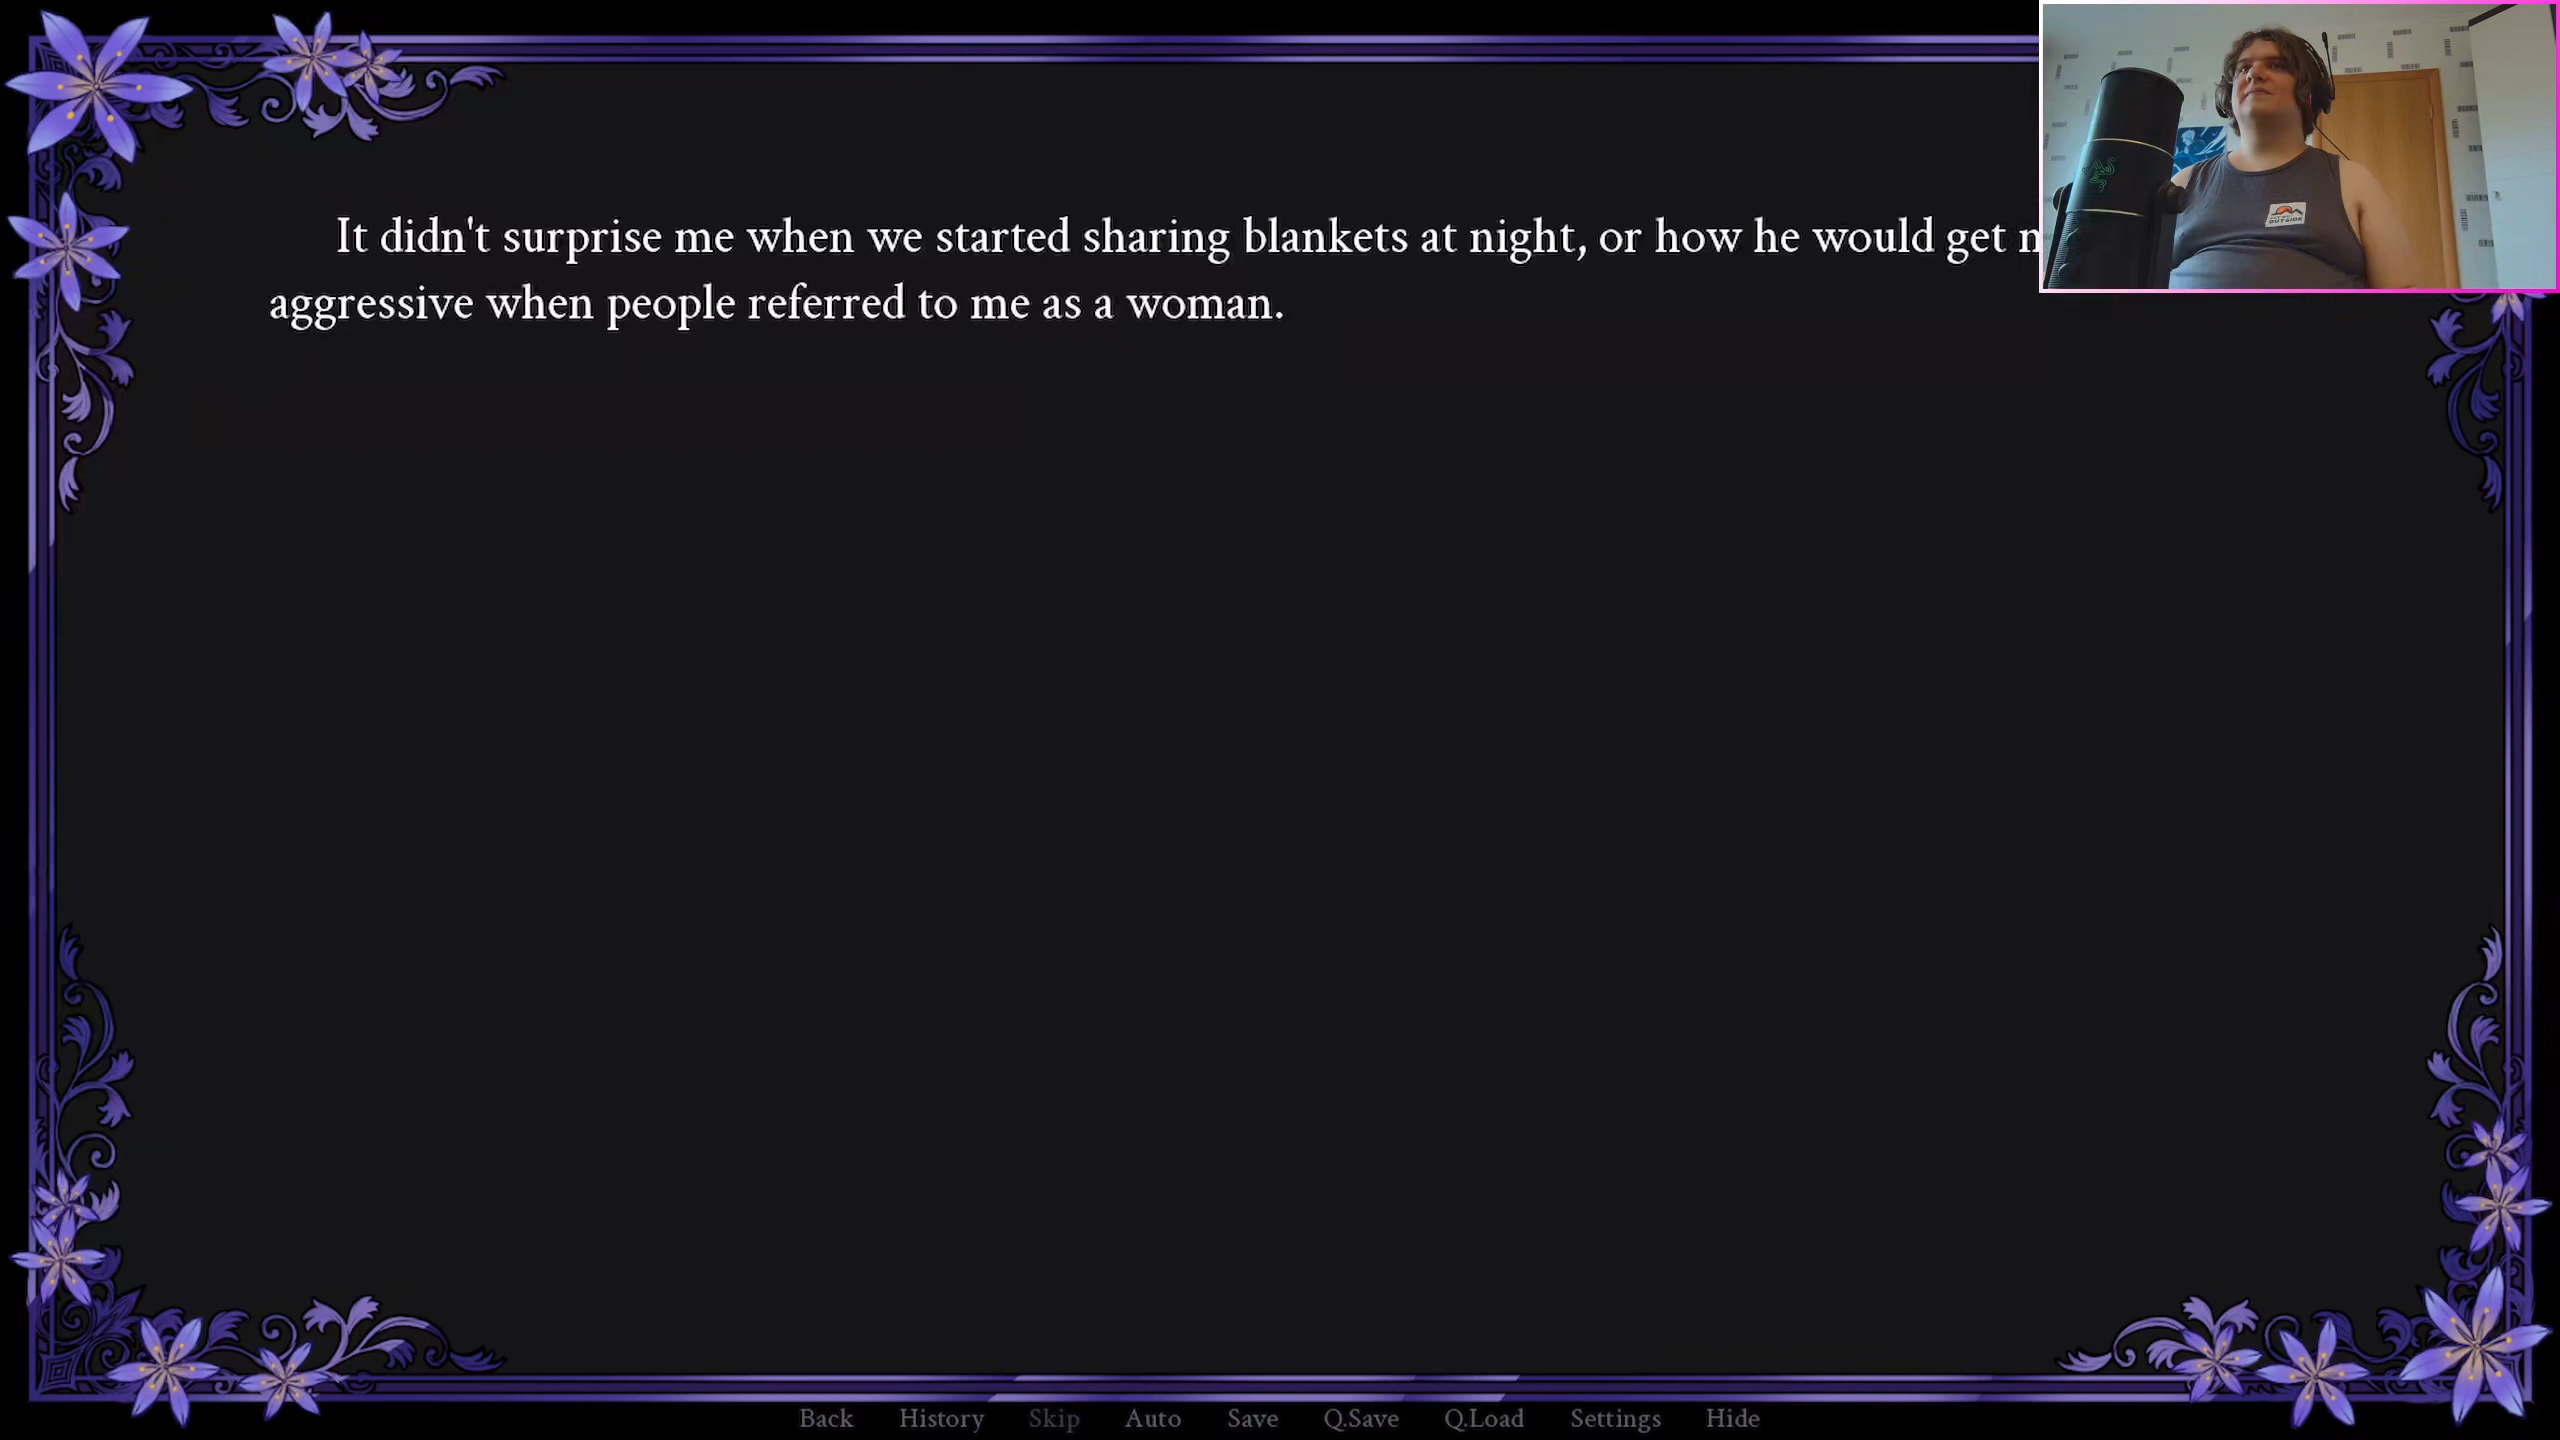 It didn't surprise me when we started sharing blankets at night, or how he would get
aggressive when people referred to me as a woman.
OUTSIDE
Back History Skip Auto Save Q.Save Q.Load Settings Hide